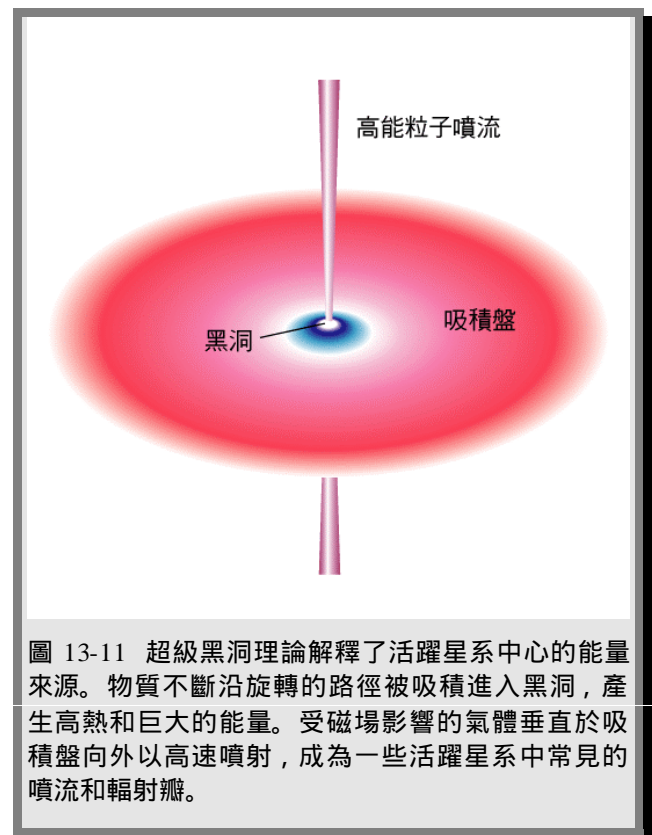 高能粒子噴流
吸積盤
黑洞
圖 13-11 超級黑洞理論解釋了活躍星系中心的能量
來源。物質不斷沿旋轉的路徑被吸積進入黑洞，產
生高熱和巨大的能量。受磁場影響的氣體垂直於吸
積盤向外以高速噴射，成為一些活躍星系中常見的
噴流和輻射瓣。